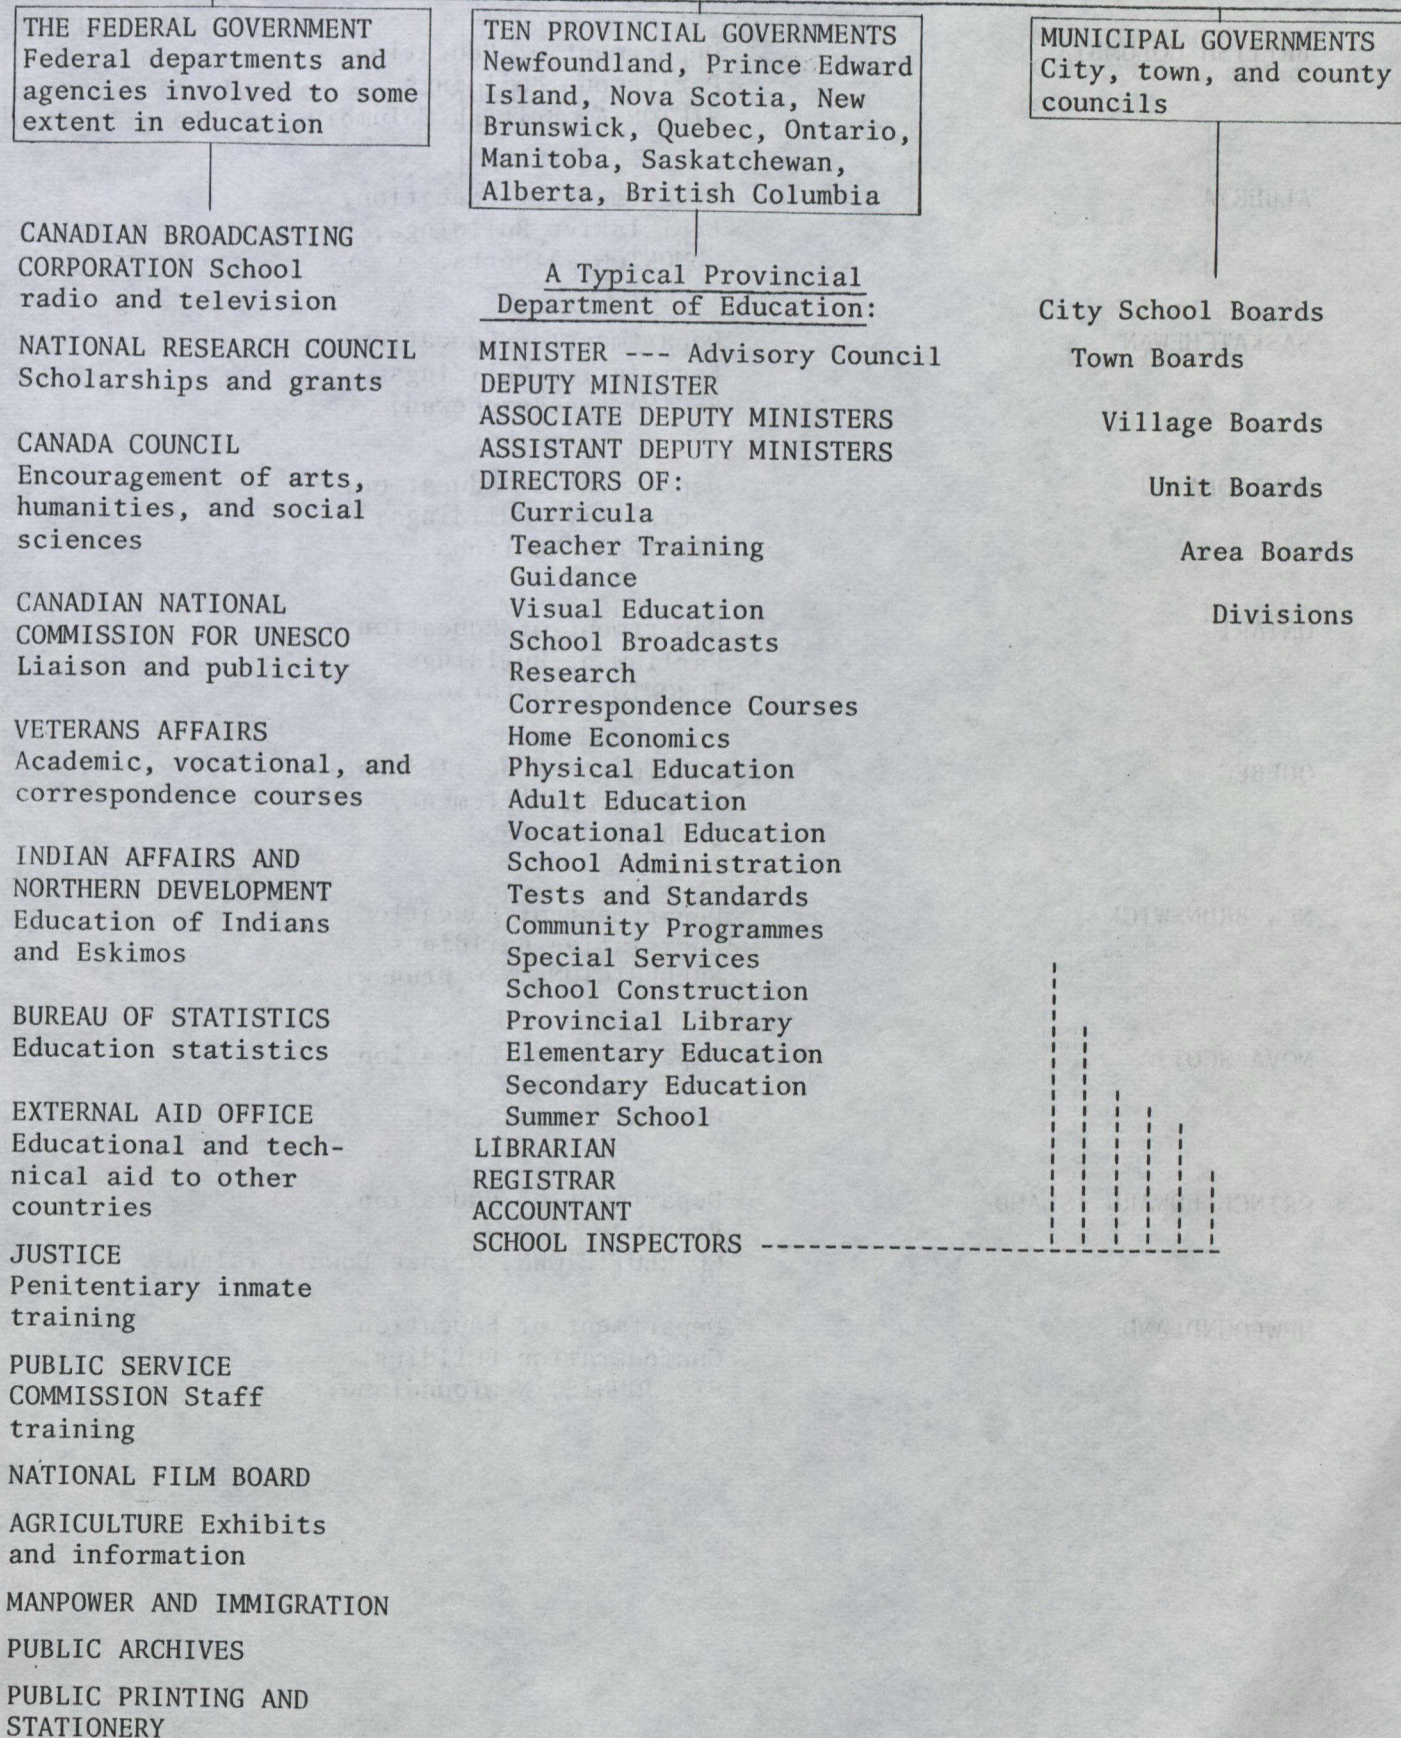 THE FEDERAL GOVERNMENT
Federal departments and
agencies involved to some
extent in education
CANADIAN BROADCASTING
CORPORATION School
radio and television
NATIONAL RESEARCH COUNCIL
Scholarships and grants
CANADA COUNCIL
Encouragement of arts,
humanities, and social
sciences
CANADIAN NATIONAL
COMMISSION FOR UNESCO
Liaison and publicity
VETERANS AFFAIRS
Academic, vocational, and
correspondence courses
INDIAN AFFAIRS AND
NORTHERN DEVELOPMENT
Education of Indians
and Eskimos
BUREAU OF STATISTICS
Education statistics
EXTERNAL AID OFFICE
Educational and tech-
nical aid to other
countries
JUSTICE
Penitentiary inmate
training
PUBLIC SERVICE
COMMISSION Staff
training
NATIONAL FILM BOARD
AGRICULTURE Exhibits
and information
MANPOWER AND IMMIGRATION
PUBLIC ARCHIVES
PUBLIC PRINTING AND
STATIONERY
TEN PROVINCIAL GOVERNMENTS
Newfoundland, Prince Edward
Island, Nova Scotia, New
Brunswick, Quebec, Ontario,
Manitoba, Saskatchewan,
Alberta, British Columbia
A Typical Provincial
Department of Education:
MINISTER --- Advisory Council
DEPUTY MINISTER
ASSOCIATE DEPUTY MINISTERS
ASSISTANT DEPUTY MINISTERS
DIRECTORS OF:
Curricula
Teacher Training
Guidance
Visual Education
School Broadcasts
Research
Correspondence Courses
Home Economics
Physical Education
Adult Education
Vocational Education
School Administration
Tests and Standards
Community Programmes
Special Services
School Construction
Provincial Library
Elementary Education
Secondary Education
Summer School
LIBRARIAN
REGISTRAR
ACCOUNTANT
SCHOOL INSPECTORS
MUNICIPAL GOVERNMENTS
City, town, and county
councils
City School Boards
Town Boards
Village Boards
Unit Boards
Area Boards
Divisions